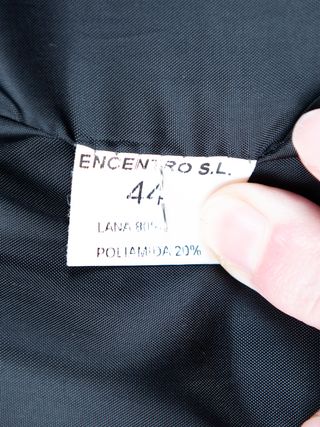 ENCENTRO S.L.
44
LANA 80%
POLIAMIDA 20%